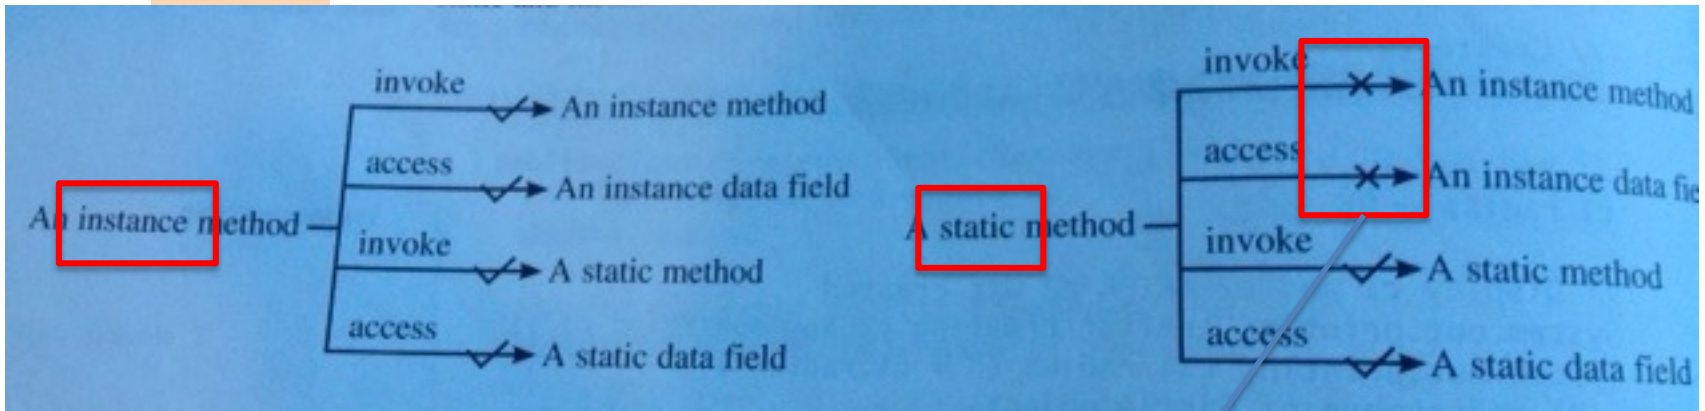 invoke
An instance method
access
An instance data field
An instance method
invoke
A static method
access
A static data field
invoke
An instance method
access
An instance data
A static method
invoke
A static method
access
A static data field